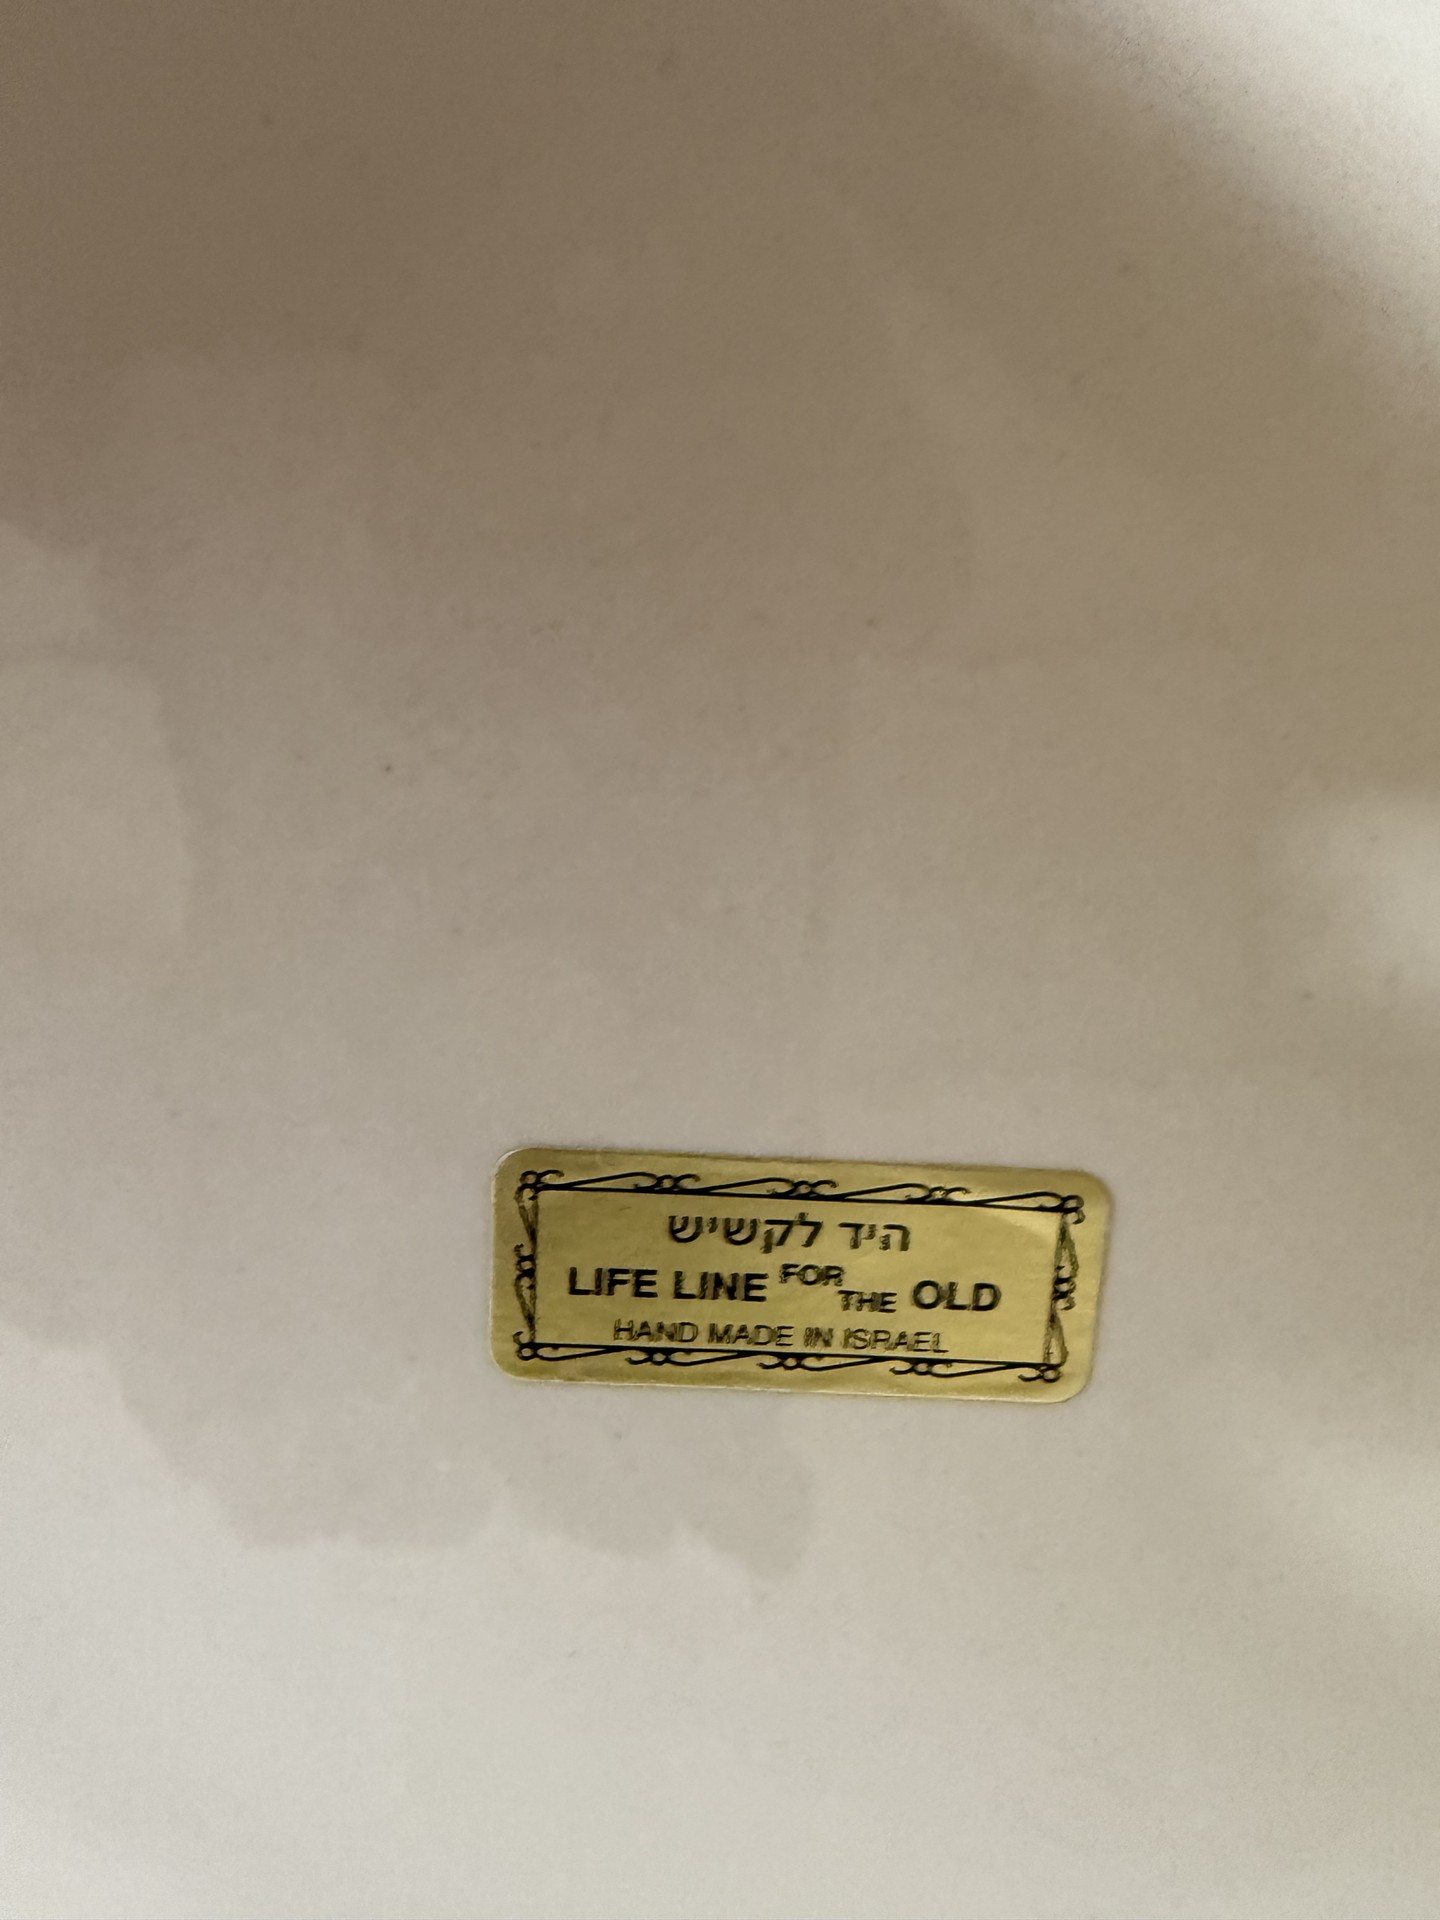 היד לקשיש
LIFE LINE FOR THE OLD
HAND MADE IN ISRAEL